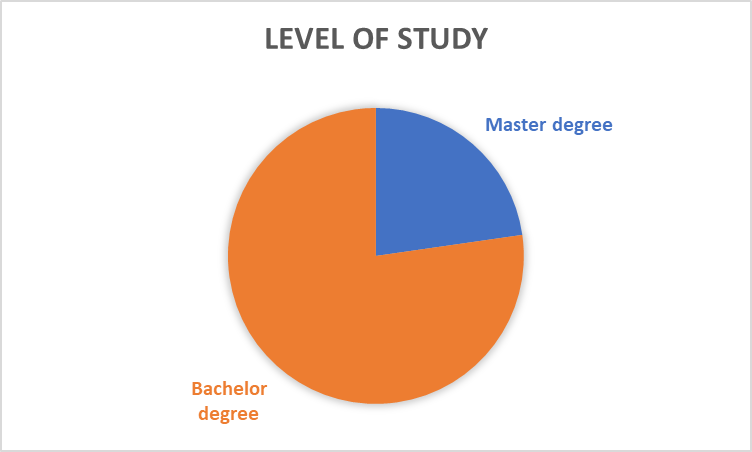 LEVEL OF STUDY
Master degree
Bachelor
degree